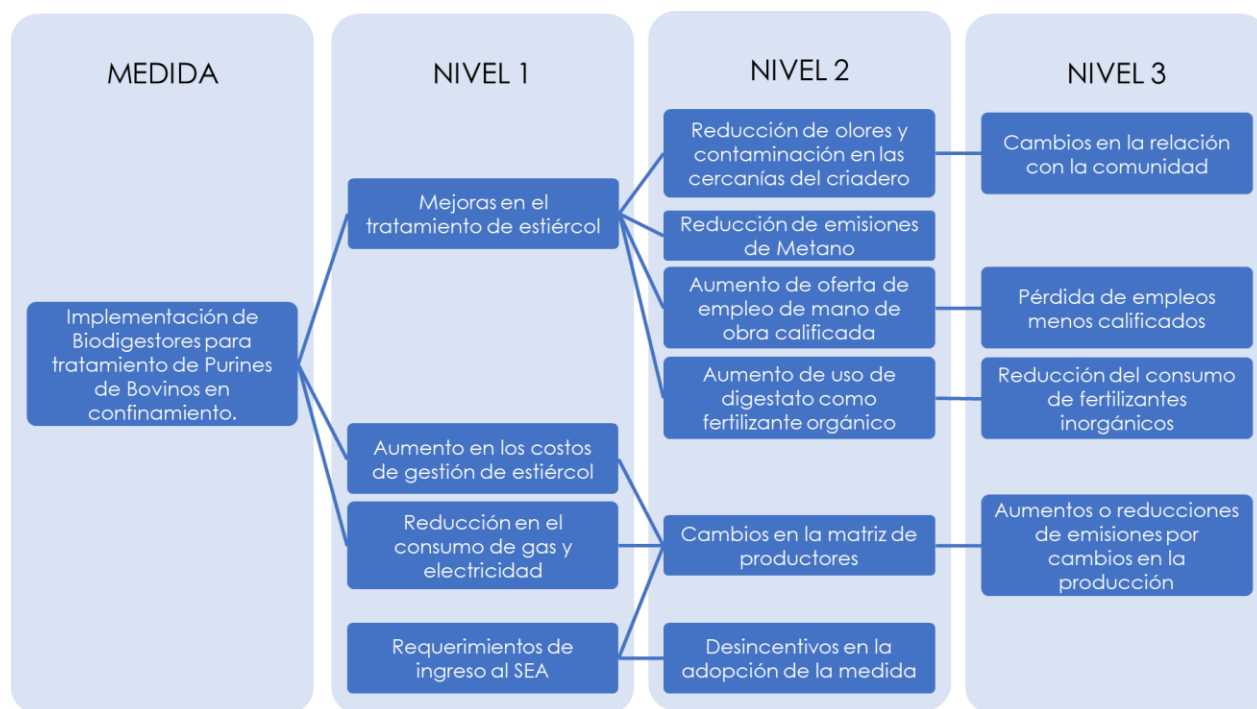 MEDIDA
Implementación de
Biodigestores para
tratamiento de Purines
de Bovinos en
confinamiento.
NIVEL 1
Mejoras en el
tratamiento de estiércol
Aumento en los costos
de gestión de estiércol
Reducción en el
consumo de gas y
electricidad
Requerimientos de
ingreso al SEA
NIVEL 2
Reducción de olores y
contaminación en las
cercanías del criadero
Reducción de emisiones
de Metano
Aumento de oferta de
empleo de mano de
obra calificada
Aumento de uso de
digestato como
fertilizante orgánico
Cambios en la matriz de
productores
Desincentivos en la
adopción de la medida
NIVEL 3
Cambios en la relación
con la comunidad
Pérdida de empleos
menos calificados
Reducción del consumo
de fertilizantes
inorgánicos
Aumentos o reducciones
de emisiones por
cambios en la
producción